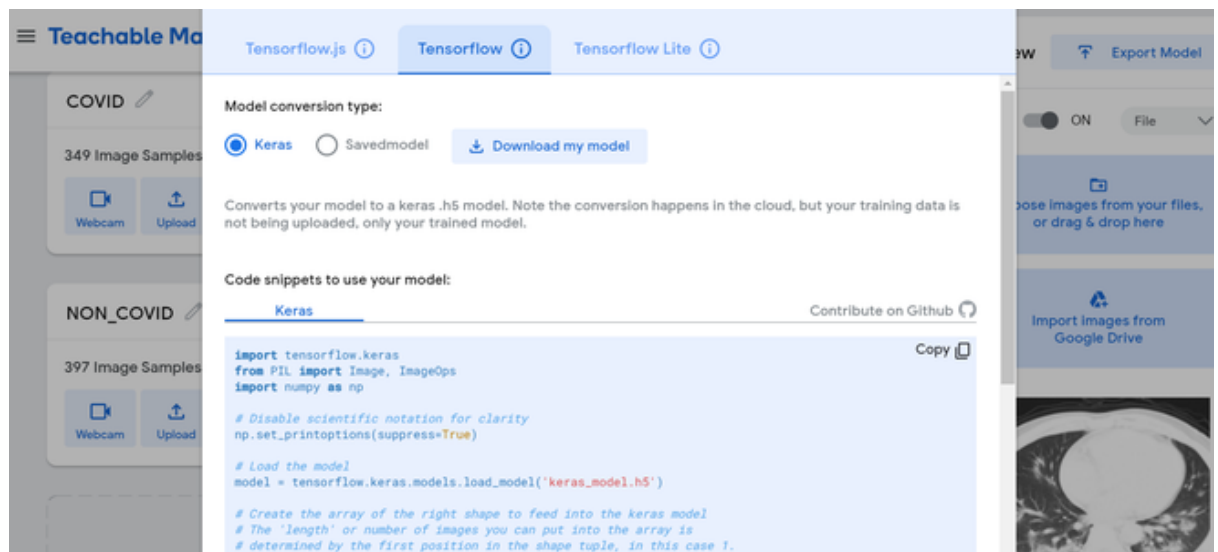 Teachable Ma
Tensorflow.js
Tensorflow
Tensorflow Lite
Export Model
COVID
349 Image Samples
Webcam
Upload
NON_COVID
397 Image Samples
Webcam
Upload
Model conversion type:
Keras
Savedmodel
Download my model
Converts your model to a keras .h5 model. Note the conversion happens in the cloud, but your training data is
not being uploaded, only your trained model.
Code snippets to use your model:
Keras
Contribute on Github
Copy
import tensorflow.keras
from PIL import Image, ImageOps
import numpy as np
# Disable scientific notation for clarity
np.set_printoptions(suppress=True)
# Load the model
model = tensorflow.keras.models.load_model('keras_model.h5')
# Create the array of the right shape to feed into the keras model
# The 'length' or number of images you can put into the array is
# determined by the first position in the shape tuple, in this case 1.
ON
File
ose images from your files,
or drag & drop here
Import images from
Google Drive